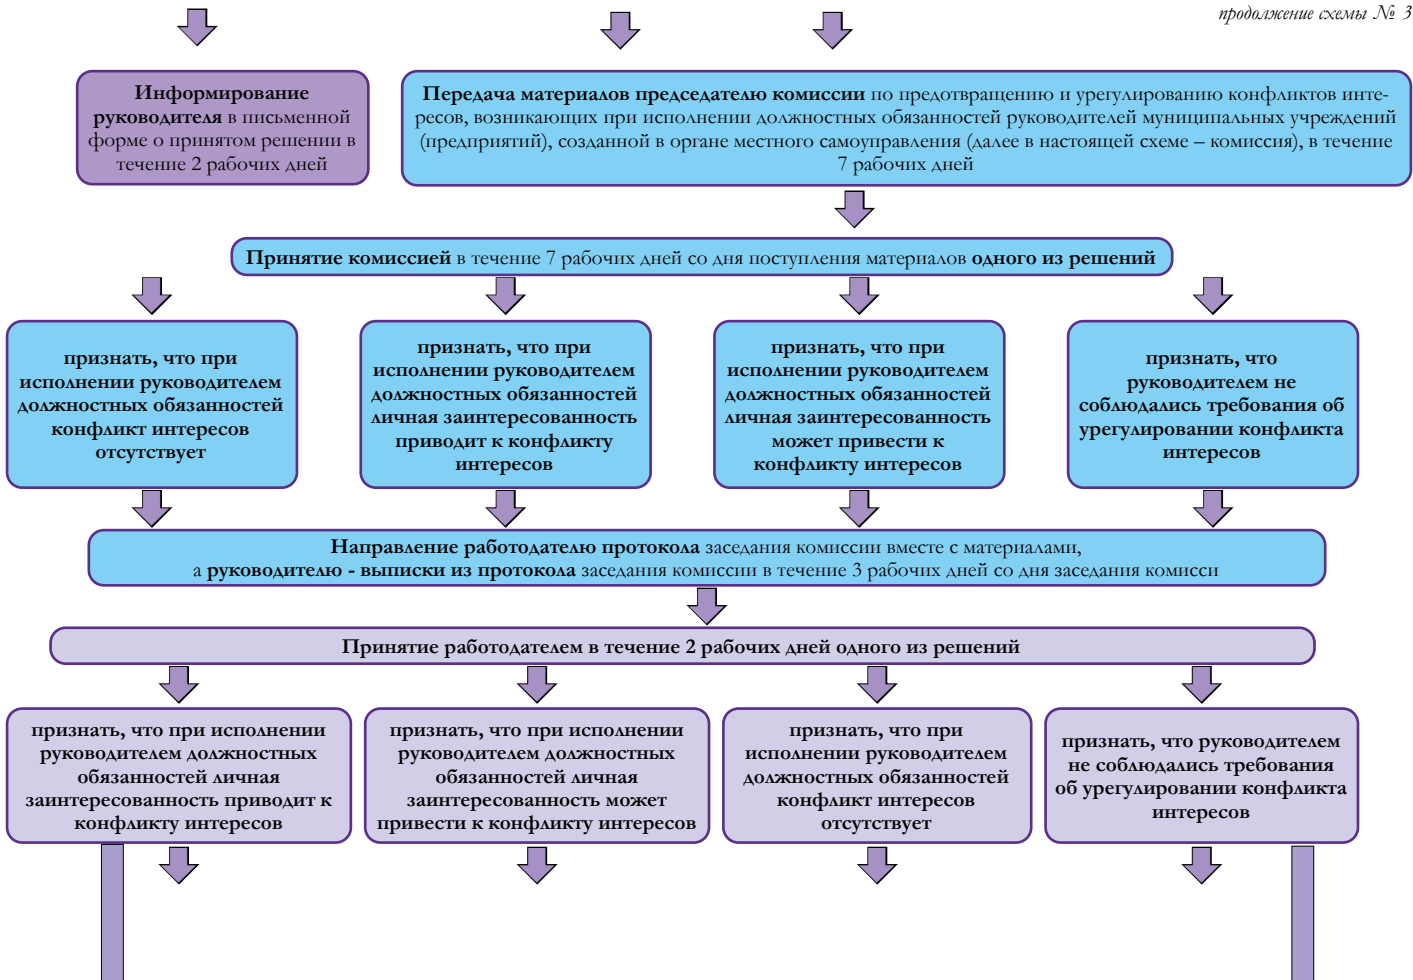 продолжение схемы № 3
Информирование
руководителя в письменной
форме о принятом решении в
течение 2 рабочих дней
Передача материалов председателю комиссии по предотвращению и урегулированию конфликтов инте-
ресов, возникающих при исполнении должностных обязанностей руководителей муниципальных учреждений
(предприятий), созданной в органе местного самоуправления (далее в настоящей схеме – комиссия), в течение
7 рабочих дней
Принятие комиссией в течение 7 рабочих дней со дня поступления материалов одного из решений
признать, что при
исполнении руководителем
должностных обязанностей
конфликт интересов
отсутствует
признать, что при
исполнении руководителем
должностных обязанностей
личная заинтересованность
приводит к конфликту
интересов
признать, что при
исполнении руководителем
должностных обязанностей
личная заинтересованность
может привести к
конфликту интересов
признать, что
руководителем не
соблюдались требования об
урегулировании конфликта
интересов
Направление работодателю протокола заседания комиссии вместе с материалами,
а руководителю - выписки из протокола заседания комиссии в течение 3 рабочих дней со дня заседания комисси
Принятие работодателем в течение 2 рабочих дней одного из решений
признать, что при исполнении
руководителем должностных
обязанностей личная
заинтересованность приводит к
конфликту интересов
признать, что при исполнении
руководителем должностных
обязанностей личная
заинтересованность может
привести к конфликту интересов
признать, что при
исполнении руководителем
должностных обязанностей
конфликт интересов
отсутствует
признать, что руководителем
не соблюдались требования
об урегулировании конфликта
интересов